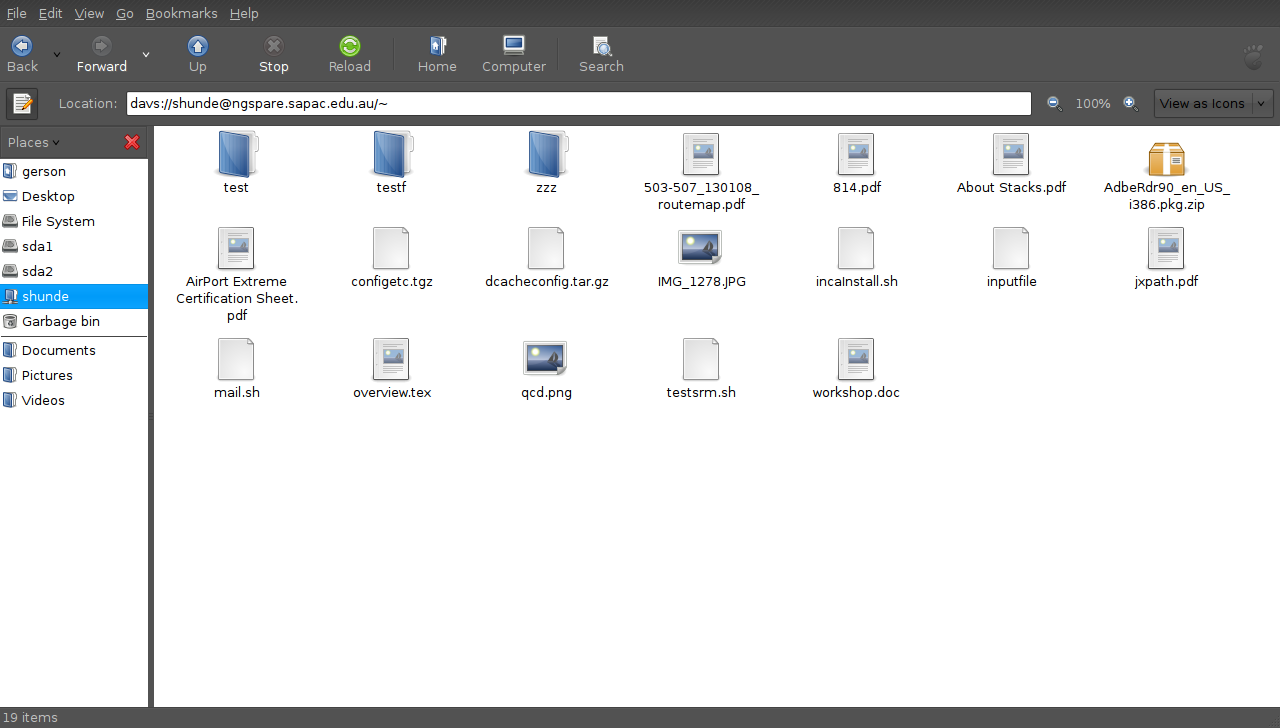 File Edit View Go Bookmarks Help
Back Forward Up Stop Reload Home Computer Search
Location: davs://shunde@ngspare.sapac.edu.au/~ 100% View as Icons
Places
gerson
Desktop
File System
sda1
sda2
shunde
Garbage bin
Documents
Pictures
Videos
test testf zzz 503-507_130108_ 814.pdf About Stacks.pdf AdbeRdr90_en_US_
routemap.pdf i386.pkg.zip
AirPort Extreme configetc.tgz dcacheconfig.tar.gz IMG_1278.JPG incaInstall.sh inputfile jxpath.pdf
Certification Sheet.
pdf
mail.sh overview.tex qcd.png testsrm.sh workshop.doc
19 items